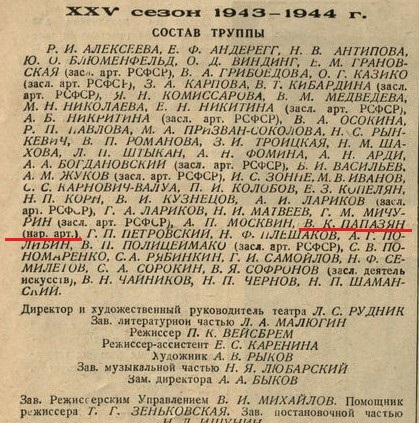 XXV сезон 1943–1944 г.
СОСТАВ ТРУППЫ
Р. И. АЛЕКСЕЕВА, Е. Ф. АНДЕРЕГГ, Н. В. АНТИПОВА,
Ю. О. БЛЮМЕНФЕЛЬД, О. Д. ВИНДИНГ, Е. М. ГРАНОВ-
СКАЯ (засл. арт. РСФСР), В. А. ГРИБОЕДОВА, О. Г. КАЗИКО
(засл. арт. РСФСР), З. А. КАРПОВА, В. Т. КИБАРДИНА (засл.
арт. РСФСР), Я. Н. КОМИССАРОВА, В. М. МЕДВЕДЕВА,
М. Н. НИКОЛАЕВА, Е. Н. НИКИТИНА (засл. арт. РСФСР),
А. Б. НИКРИТИНА (засл. арт. РСФСР), В. А. ОСОКИНА,
Р. П. ПАВЛОВА, М. А. ПРИЗВАН-СОКОЛОВА, Н. С. РЫН-
КЕВИЧ, В. П. РОМАНОВА, З. И. ТРОИЦКАЯ, Н. М. ША-
ХОВА, Л. П. ШТЫКАН, А. Н. ФОМИНА, А. Н. АРДИ,
А. А. БОГДАНОВСКИЙ (засл. арт. РСФСР), Б. И. ВАСИЛЬЕВ,
А. М. ЖУКОВ (засл. арт. РСФСР), И. С. ЗОННЕ, М. В. ИВАНОВ,
С. С. КАРНОВИЧ-ВАЛУА, П. И. КОЛОБОВ, Е. З. КОПЕЛЯН,
Н. П. КОРН, В. И. КУЗНЕЦОВ, А. И. ЛАРИКОВ (засл.
арт. РСФСР), Г. А. ЛАРИКОВ, Н. И. МАТВЕЕВ, Г. М. МИЧУ-
РИН (засл. арт. РСФСР), А. П. МОСКВИН, В. К. ПАПАЗЯН
(нар. арт.) Г. П. ПЕТРОВСКИЙ, Н. Ф. ПЛЕШАКОВ, А. Г. ПО-
ЛИБИН, В. П. ПОЛИЦЕЙМАКО (засл. арт. РСФСР), С. В. ПО-
НОМАРЕНКО, С. А. РЯБИНКИН, Г. И. САМОЙЛОВ, Н. Ф. СЕ-
МИЛЕТОВ, С. А. СОРОКИН, В. Я. СОФРОНОВ (засл. деятель
искусств), В. Н. ЧАЙНИКОВ, Н. П. ЧЕРНОВ, Н. П. ШАМАН-
СКИЙ.
Директор и художественный руководитель театра Л. С. РУДНИК
Зав. литературной частью Л. А. МАЛЮГИН
Режиссер П. К. ВЕЙСБРЕМ
Режиссер-ассистент Е. С. КАРЕНИНА
Художник А. В. РЫКОВ
Зав. музыкальной частью Н. Я. ЛЮБАРСКИЙ
Зам. директора А. А. БЫКОВ
Зав. Режиссерским Управлением В. И. МИХАЙЛОВ. Помощник
режиссера Т. Г. ЗЕНЬКОВСКАЯ. Зав. постановочной частью